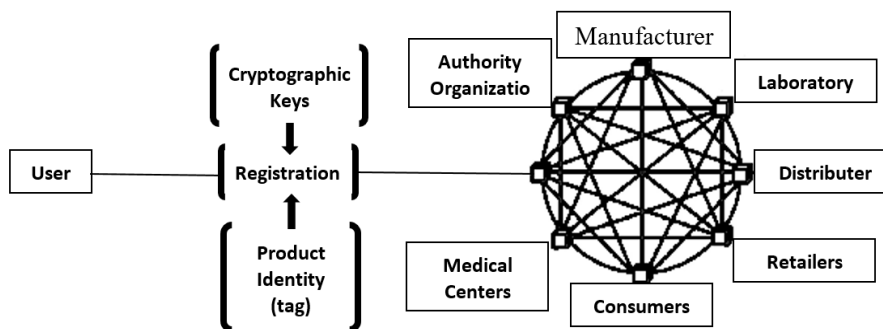 Manufacturer
Authority
Organizatio
Cryptographic
Keys
Laboratory
User
Registration
Distributer
Product
Identity
(tag)
Medical
Centers
Retailers
Consumers